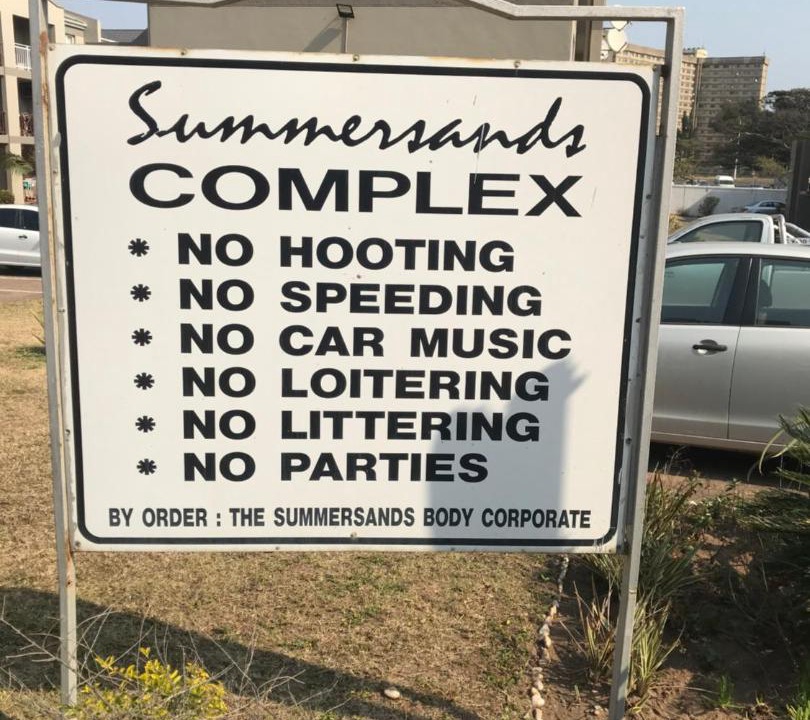 Summersands
COMPLEX
* NO HOOTING
* NO SPEEDING
* NO CAR MUSIC
* NO LOITERING
* NO LITTERING
* NO PARTIES
BY ORDER : THE SUMMERSANDS BODY CORPORATE